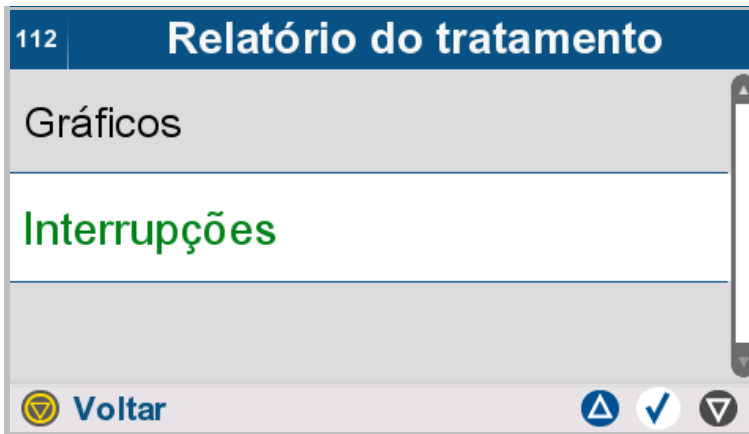 112 Relatório do tratamento
Gráficos
Interrupções
Voltar